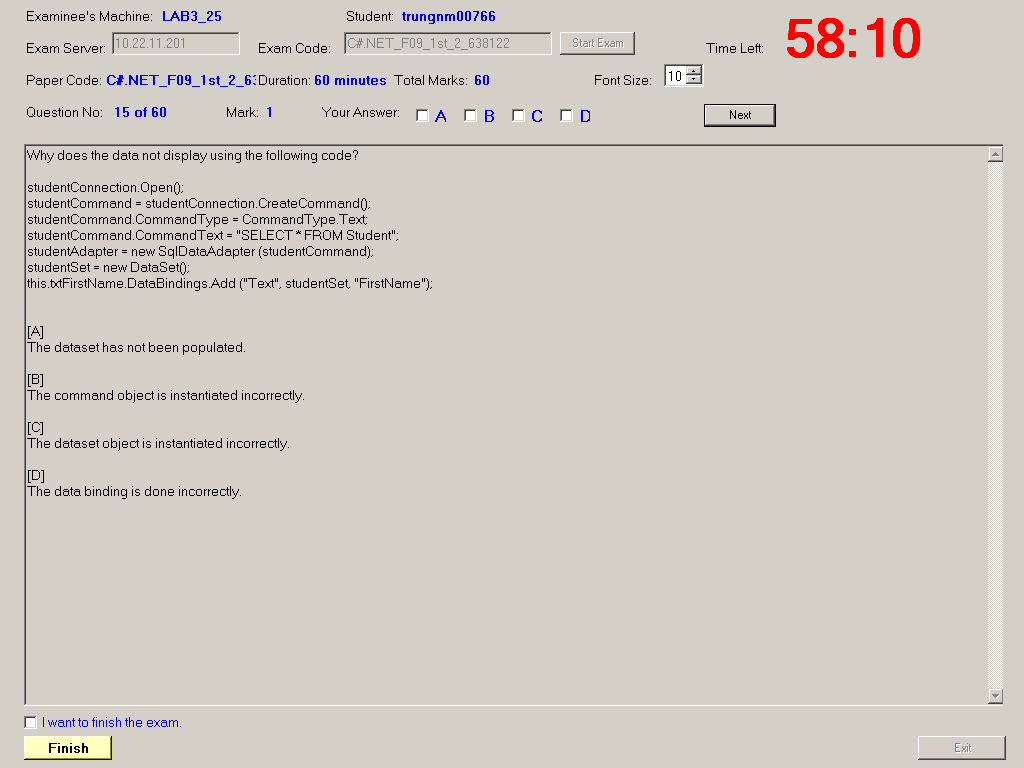 Examinee's Machine: LAB3_25 Student: trungnm00766
Exam Server: 10.22.11.201 Exam Code: C#.NET_F09_1st_2_638122 Start Exam Time Left: 58:10
Paper Code: C#.NET_F09_1st_2_6 Duration: 60 minutes Total Marks: 60 Font Size: 10
Question No: 15 of 60 Mark: 1 Your Answer: A B C D Next
Why does the data not display using the following code?
studentConnection.Open();
studentCommand = studentConnection.CreateCommand();
studentCommand.CommandType = CommandType.Text;
studentCommand.CommandText = "SELECT * FROM Student";
studentAdapter = new SqlDataAdapter (studentCommand);
studentSet = new DataSet();
this.txtFirstName.DataBindings.Add ("Text", studentSet, "FirstName");
[A]
The dataset has not been populated.
[B]
The command object is instantiated incorrectly.
[C]
The dataset object is instantiated incorrectly.
[D]
The data binding is done incorrectly.
I want to finish the exam.
Finish Exit